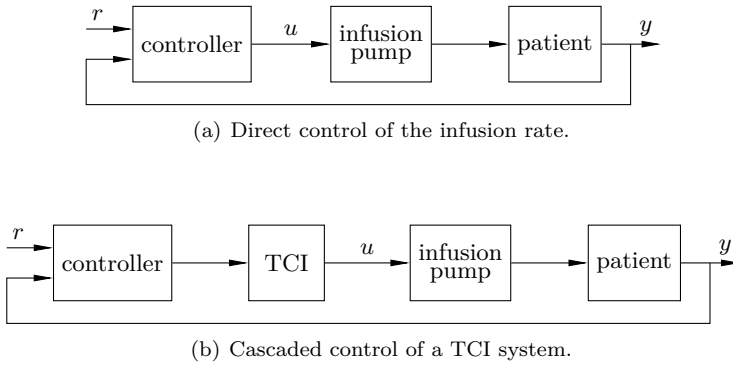 r
controller
u
infusion
pump
patient
y
(a) Direct control of the infusion rate.
r
controller
TCI
u
infusion
pump
patient
y
(b) Cascaded control of a TCI system.